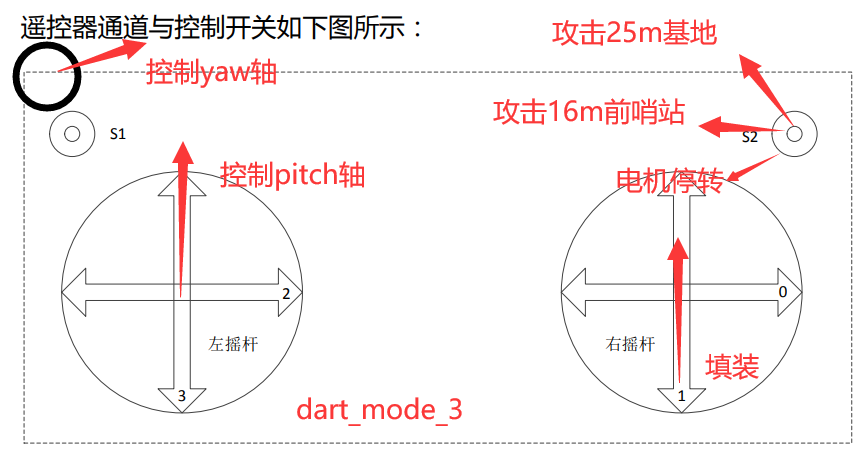 遥控器通道与控制开关如下图所示：
攻击25m基地
控制yaw轴
攻击16m前哨站
S1
S2
控制pitch轴
电机停转
2
0
左摇杆
右摇杆
填装
3
1
dart_mode_3